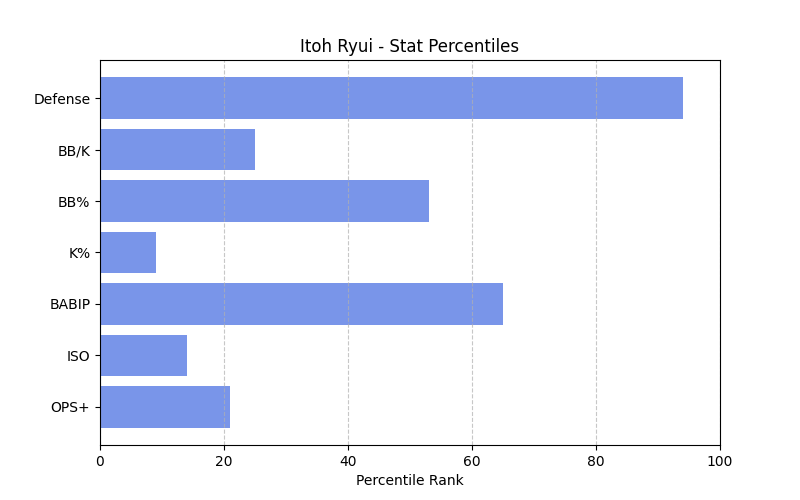 Itoh Ryui - Stat Percentiles
Defense
BB/K
BB%
K%
BABIP
ISO
OPS+
0 20 40 60 80 100
Percentile Rank